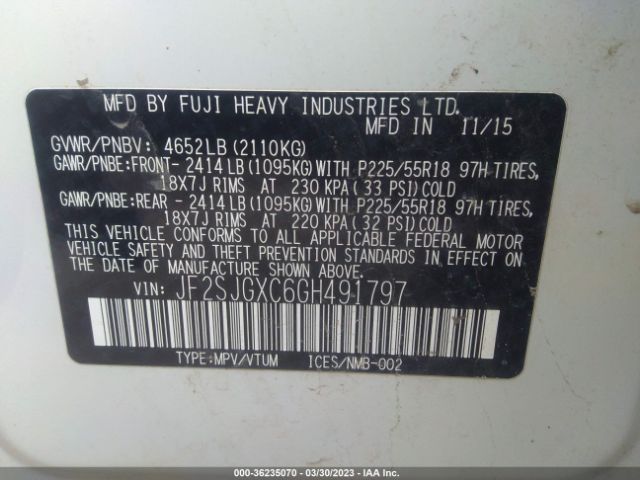 MFD BY FUJI HEAVY INDUSTRIES LTD.
MFD IN 11/15
GVWR/PNBV: 4652LB (2110KG)
GAWR/PNBE:FRONT- 2414LB (1095KG) WITH P225/55R18 97H TIRES,
18X7J RIMS AT 230 KPA (33 PSI) COLD
GAWR/PNBE:REAR - 2414LB (1095KG) WITH P225/55R18 97H TIRES,
18X7J RIMS AT 220 KPA (32 PSI) COLD
THIS VEHICLE CONFORMS TO ALL APPLICABLE FEDERAL MOTOR
VEHICLE SAFETY AND THEFT PREVENTION STANDARDS IN EFFECT
ON THE DATE OF MANUFACTURE SHOWN ABOVE.
VIN: JF2SJGXC6GH491797
TYPE:MPV/VTUM ICES/NMB-002
000-36235070 - 03/30/2023 - IAA Inc.